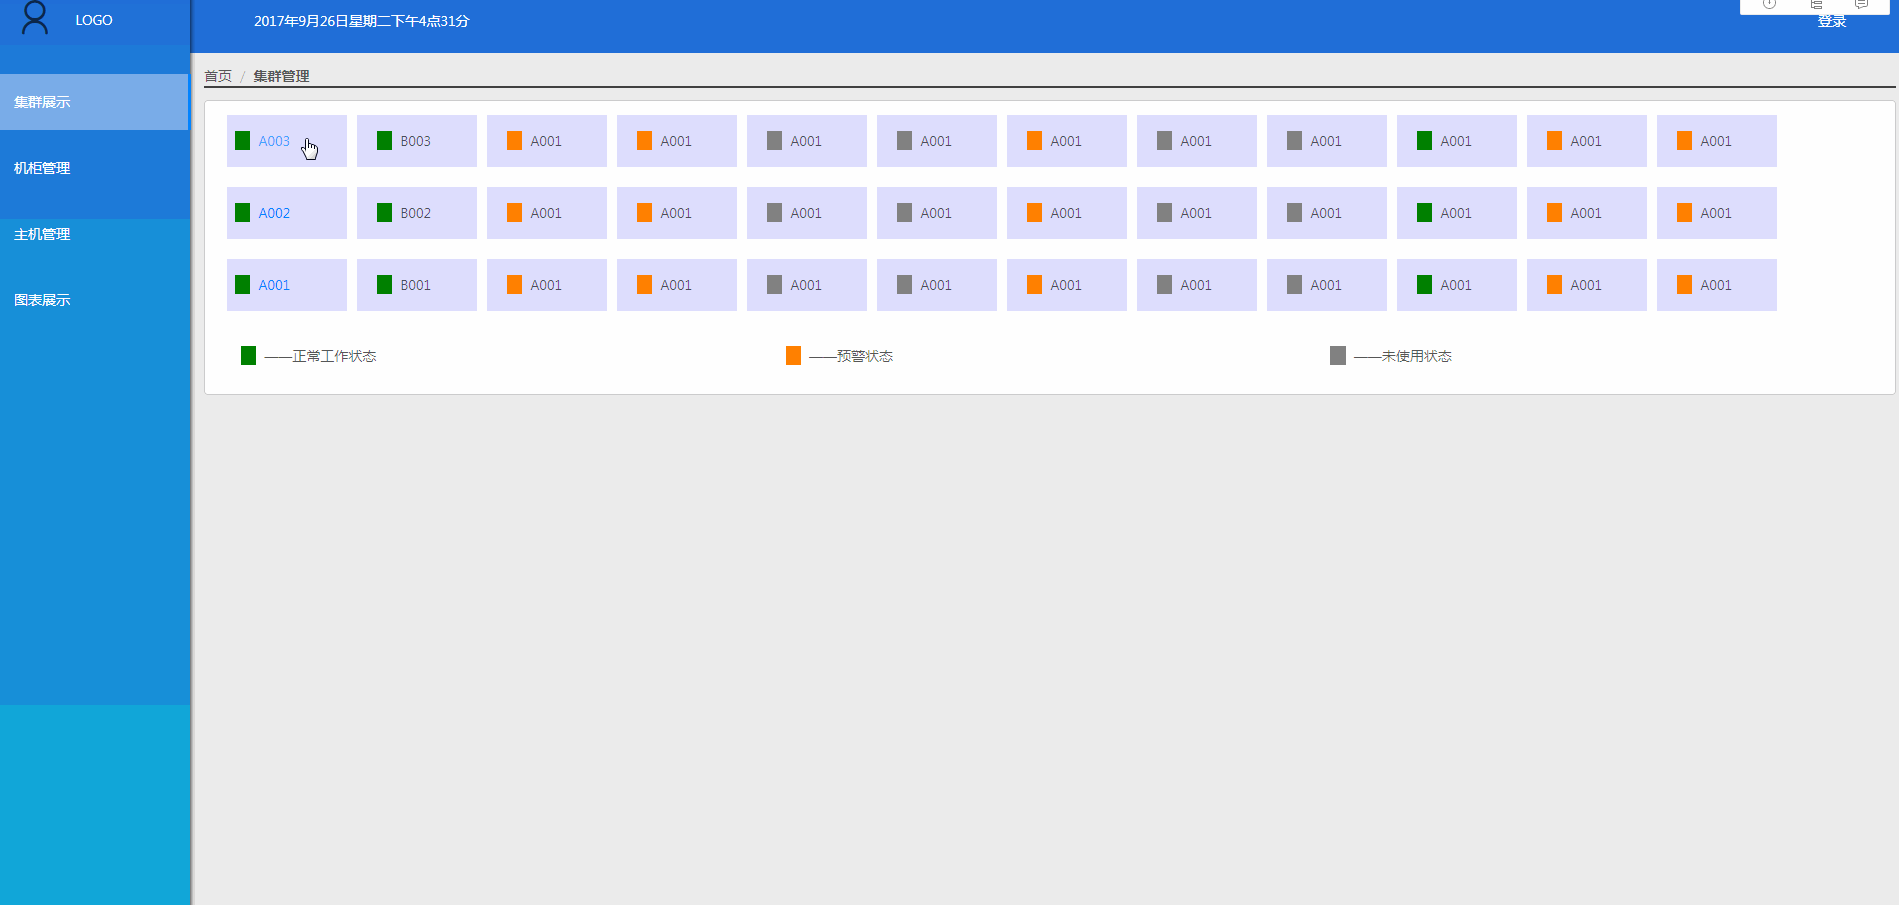 LOGO
2017年9月26日星期二下午4点31分
登录
集群展示
机柜管理
主机管理
图表展示
首页 / 集群管理
A003 B003 A001 A001 A001 A001 A001 A001 A001 A001 A001 A001
A002 B002 A001 A001 A001 A001 A001 A001 A001 A001 A001 A001
A001 B001 A001 A001 A001 A001 A001 A001 A001 A001 A001 A001
——正常工作状态 ——预警状态 ——未使用状态